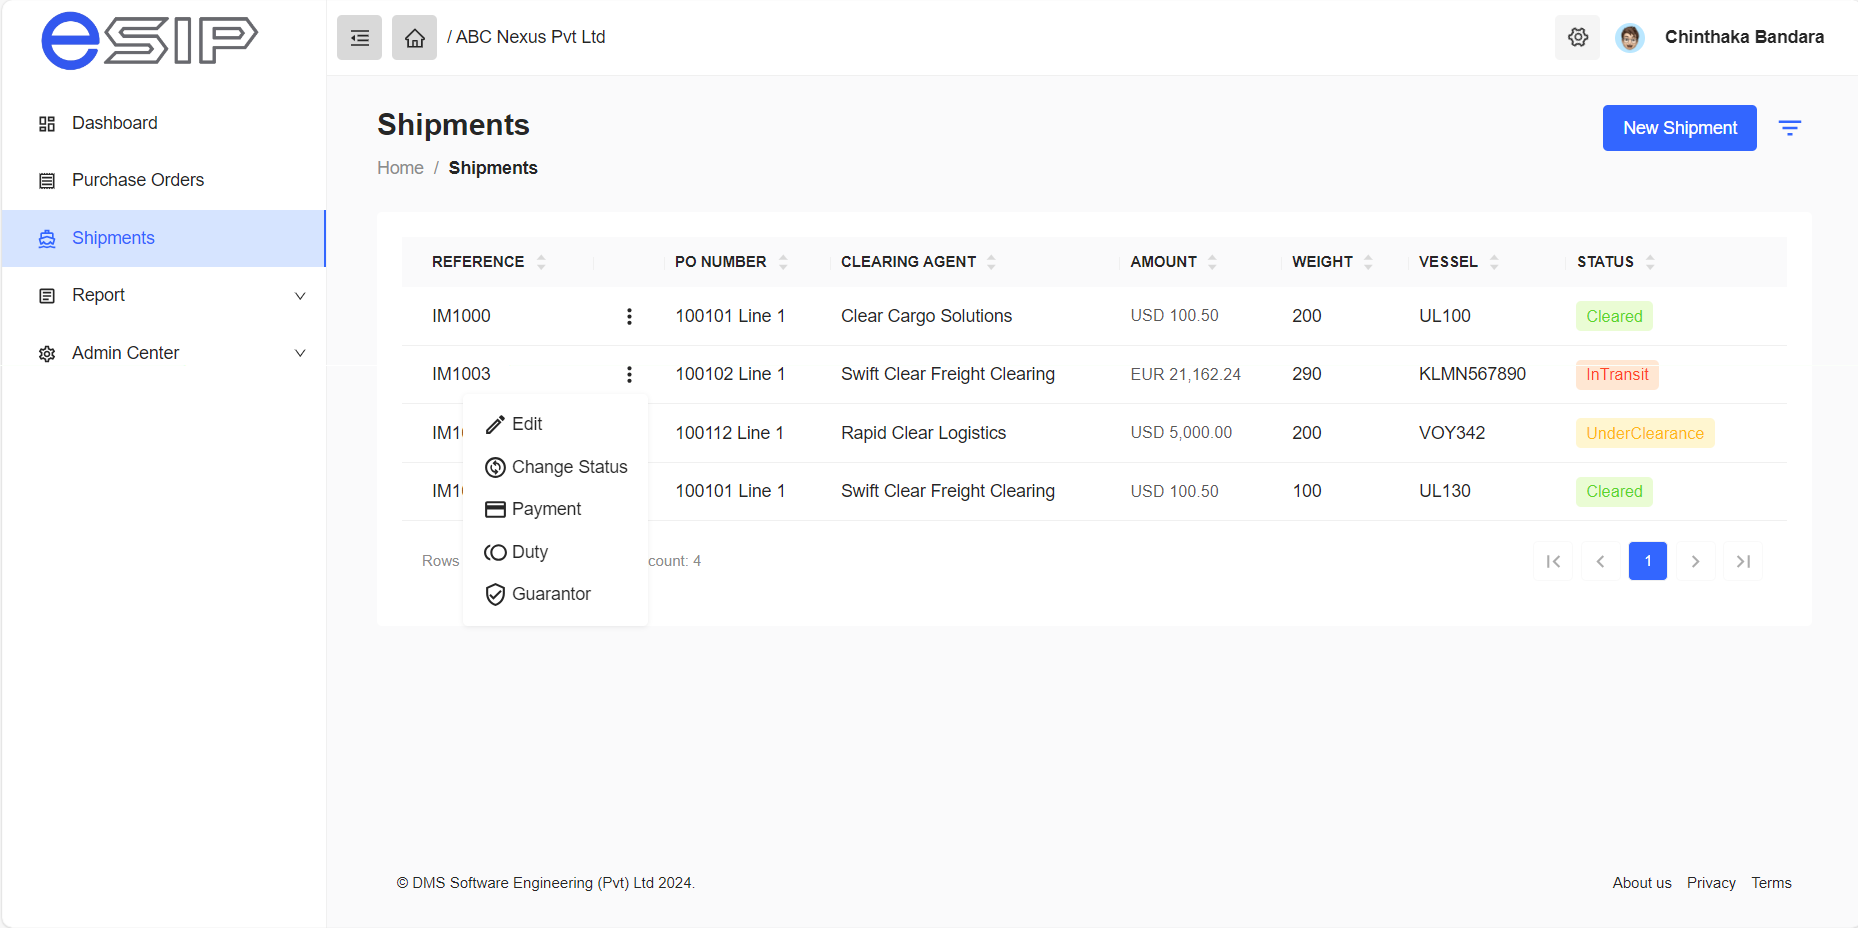 eSIP
/ ABC Nexus Pvt Ltd
Chinthaka Bandara
Dashboard
Purchase Orders
Shipments
Report
Admin Center
Shipments
New Shipment
Home / Shipments
REFERENCE PO NUMBER CLEARING AGENT AMOUNT WEIGHT VESSEL STATUS
IM1000 100101 Line 1 Clear Cargo Solutions USD 100.50 200 UL100 Cleared
IM1003 100102 Line 1 Swift Clear Freight Clearing EUR 21,162.24 290 KLMN567890 InTransit
100112 Line 1 Rapid Clear Logistics USD 5,000.00 200 VOY342 UnderClearance
100101 Line 1 Swift Clear Freight Clearing USD 100.50 100 UL130 Cleared
Edit
Change Status
Payment
Duty
Guarantor
Rows count: 4
1
© DMS Software Engineering (Pvt) Ltd 2024.
About us Privacy Terms